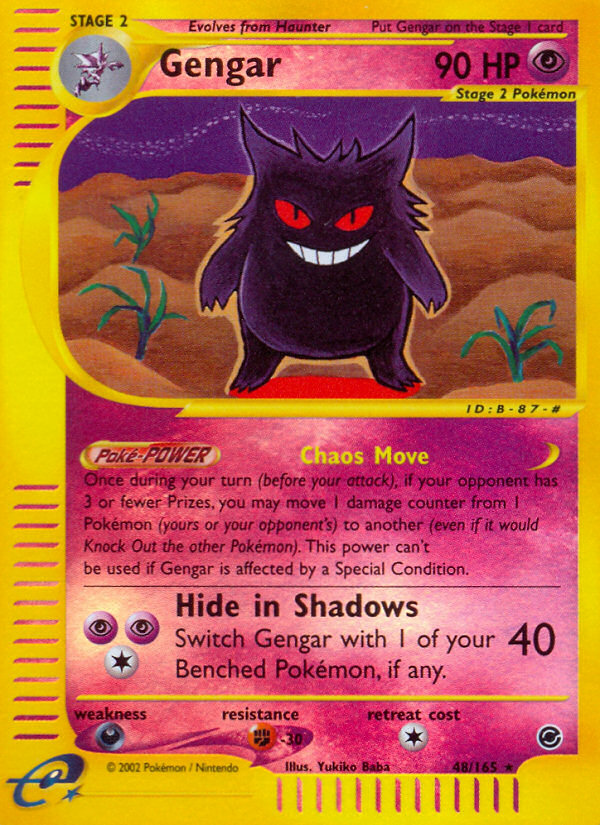 STAGE 2
Evolves from Haunter
Put Gengar on the Stage 1 card
Gengar
90 HP
Stage 2 Pokémon
ID:B-87-#
Poké-POWER
Chaos Move
Once during your turn (before your attack), if your opponent has
3 or fewer Prizes, you may move 1 damage counter from 1
Pokémon (yours or your opponent's) to another (even if it would
Knock Out the other Pokémon). This power can't
be used if Gengar is affected by a Special Condition.
Hide in Shadows
Switch Gengar with 1 of your
Benched Pokémon, if any.
40
weakness
resistance
retreat cost
-30
© 2002 Pokémon / Nintendo
Illus. Yukiko Baba
48/165 ★
e